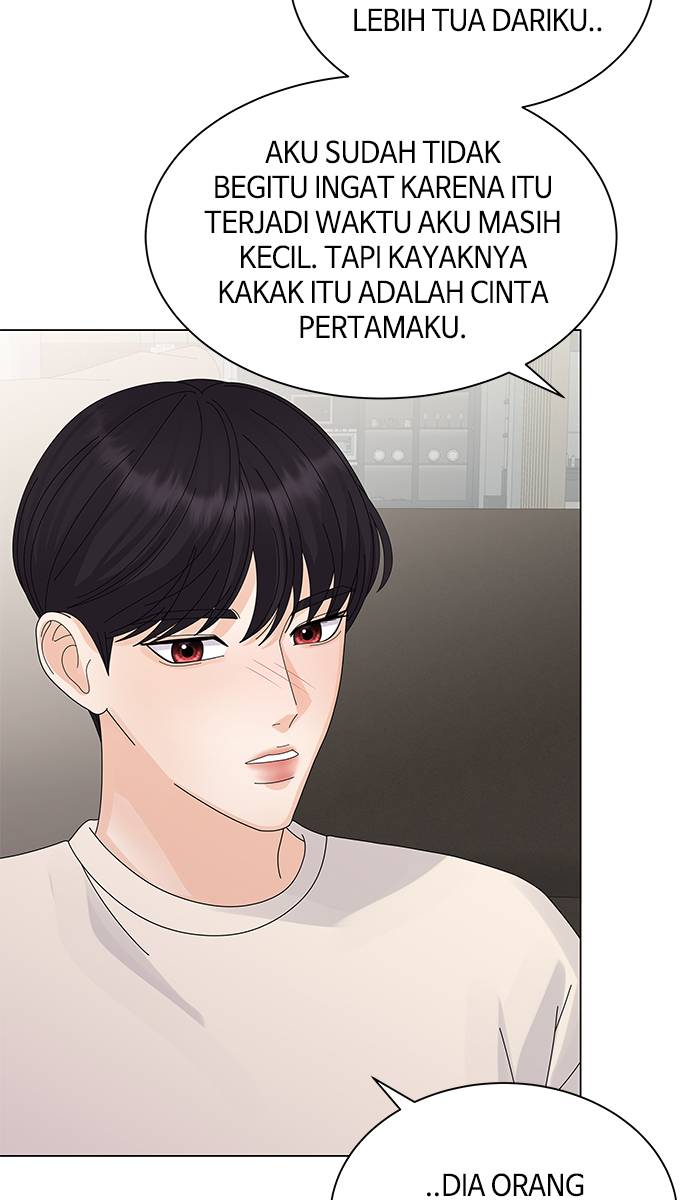 LEBIH TUA DARIKU..
AKU SUDAH TIDAK
BEGITU INGAT KARENA ITU
TERJADI WAKTU AKU MASIH
KECIL. TAPI KAYAKNYA
KAKAK ITU ADALAH CINTA
PERTAMAKU.
..DIA ORANG